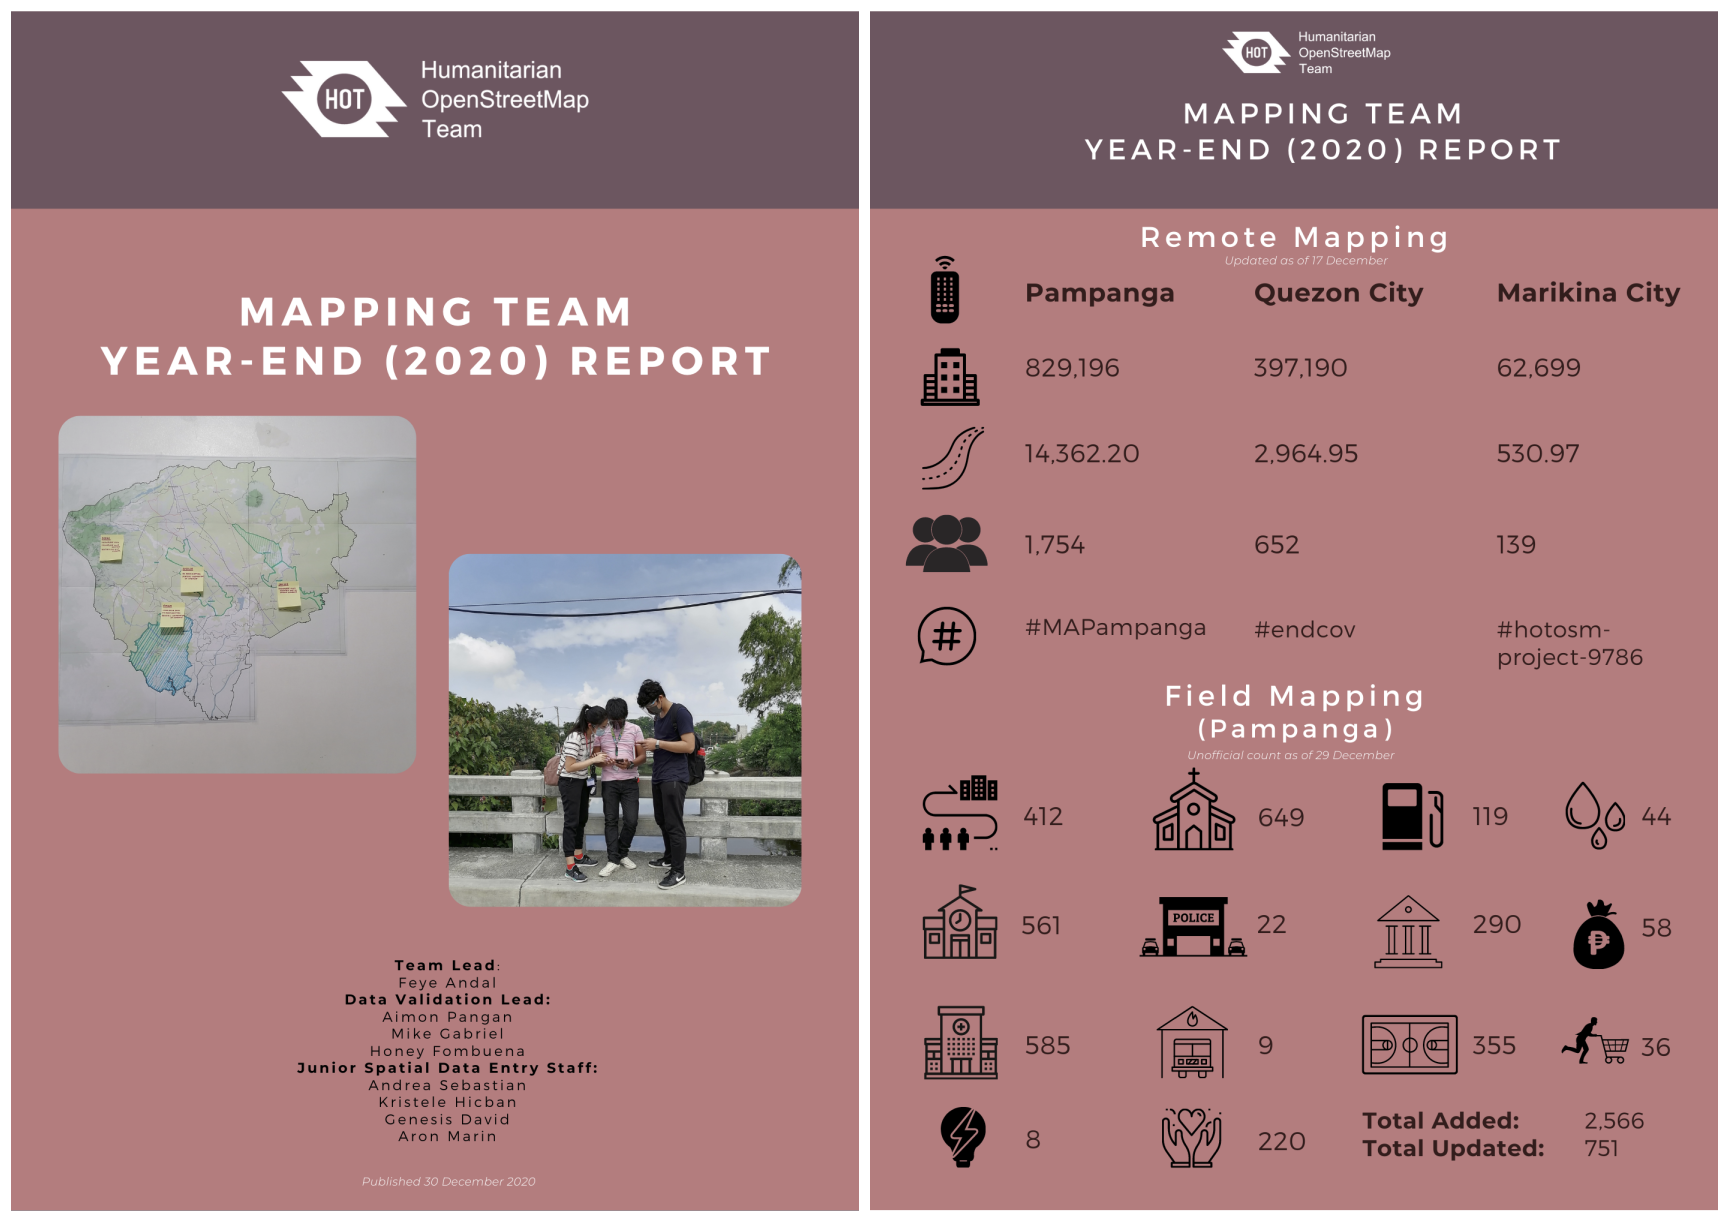 HOT
Humanitarian
OpenStreetMap
Team
MAPPING TEAM
YEAR-END (2020) REPORT
Team Lead:
Feye Andal
Data Validation Lead:
Aimon Pangan
Mike Gabriel
Honey Fombuena
Junior Spatial Data Entry Staff:
Andrea Sebastian
Kristele Hicban
Genesis David
Aron Marin
Published 30 December 2020
HOT
Humanitarian
OpenStreetMap
Team
MAPPING TEAM
YEAR-END (2020) REPORT
Remote Mapping
Updated as of 17 December
Pampanga Quezon City Marikina City
829,196 397,190 62,699
14,362.20 2,964.95 530.97
1,754 652 139
# #MAPampanga #endcov #hotosm-
project-9786
Field Mapping
(Pampanga)
Unofficial count as of 29 December
412 649 119 44
561 POLICE 22 290 ₱ 58
585 9 355 36
8 220
Total Added: 2,566
Total Updated: 751